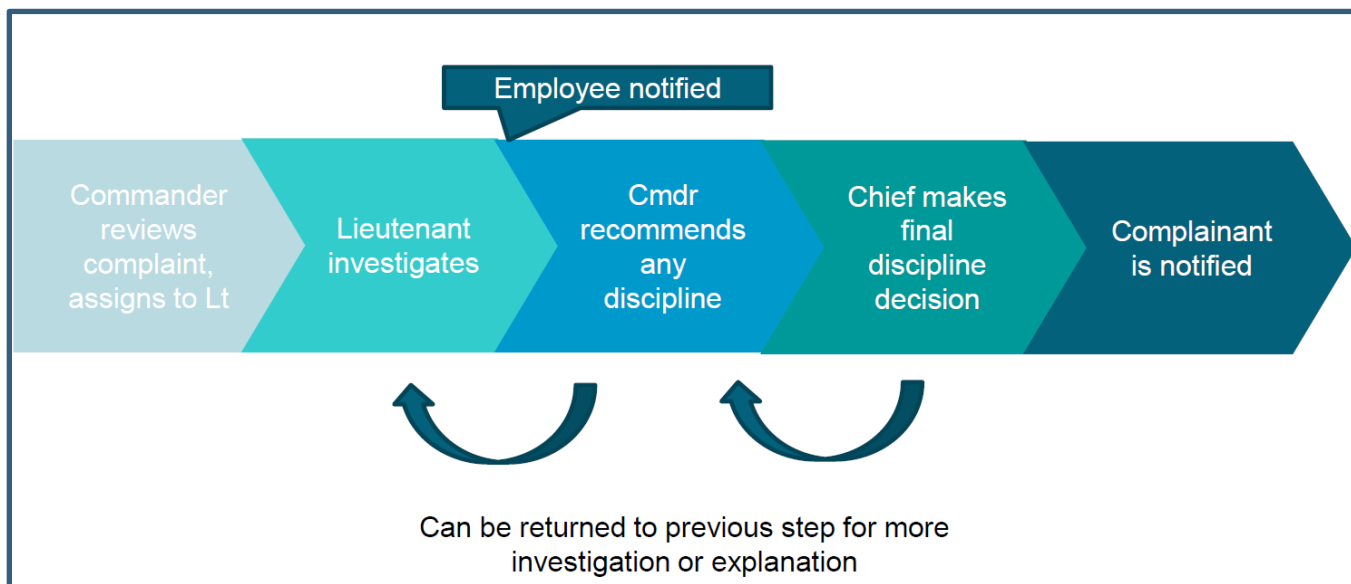 Employee notified
Commander
reviews
complaint,
assigns to Lt
Lieutenant
investigates
Cmdr
recommends
any
discipline
Chief makes
final
discipline
decision
Complainant
is notified
Can be returned to previous step for more
investigation or explanation